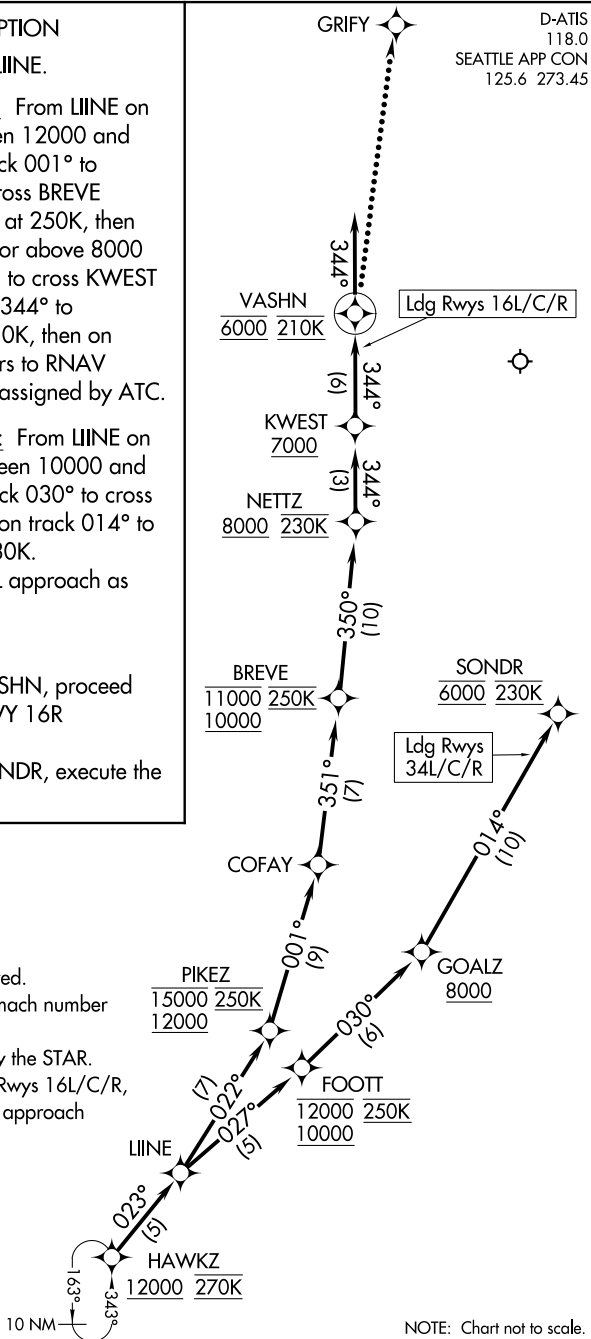 PTION
LIINE.
From LIINE on
en 12000 and
ck 001° to
ross BREVE
at 250K, then
or above 8000
to cross KWEST
344° to
0K, then on
rs to RNAV
assigned by ATC.
From LIINE on
een 10000 and
ck 030° to cross
on track 014° to
30K.
L approach as
SHN, proceed
VY 16R
NDR, execute the
ed.
mach number
y the STAR.
Rwys 16L/C/R,
approach
GRIFY
D-ATIS
118.0
SEATTLE APP CON
125.6 273.45
344°
VASHN
6000 210K
Ldg Rwys 16L/C/R
344°
(6)
KWEST
7000
344°
(3)
NETTZ
8000 230K
350°
(10)
BREVE
11000 250K
10000
SONDR
6000 230K
Ldg Rwys
34L/C/R
351°
(7)
014°
(10)
COFAY
001°
(9)
GOALZ
8000
PIKEZ
15000 250K
12000
030°
(6)
FOOTT
12000 250K
10000
(7)
022°
027°
(5)
LIINE
023°
(5)
HAWKZ
12000 270K
163°
343°
10 NM
NOTE: Chart not to scale.